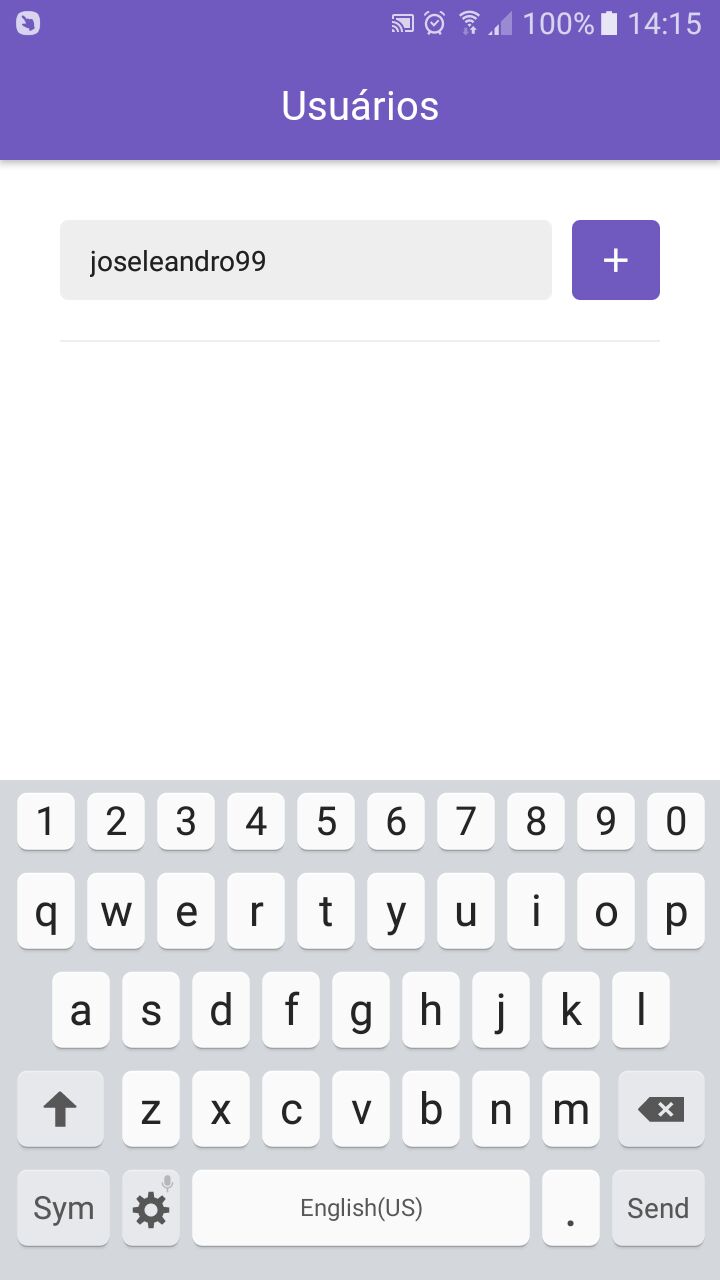 100% 14:15
Usuários
joseleandro99 +
1 2 3 4 5 6 7 8 9 0
q w e r t y u i o p
a s d f g h j k l
z x c v b n m
Sym English(US) . Send